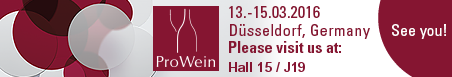 ProWein
13.-15.03.2016
Düsseldorf, Germany
Please visit us at:
Hall 15 / J19
See you!